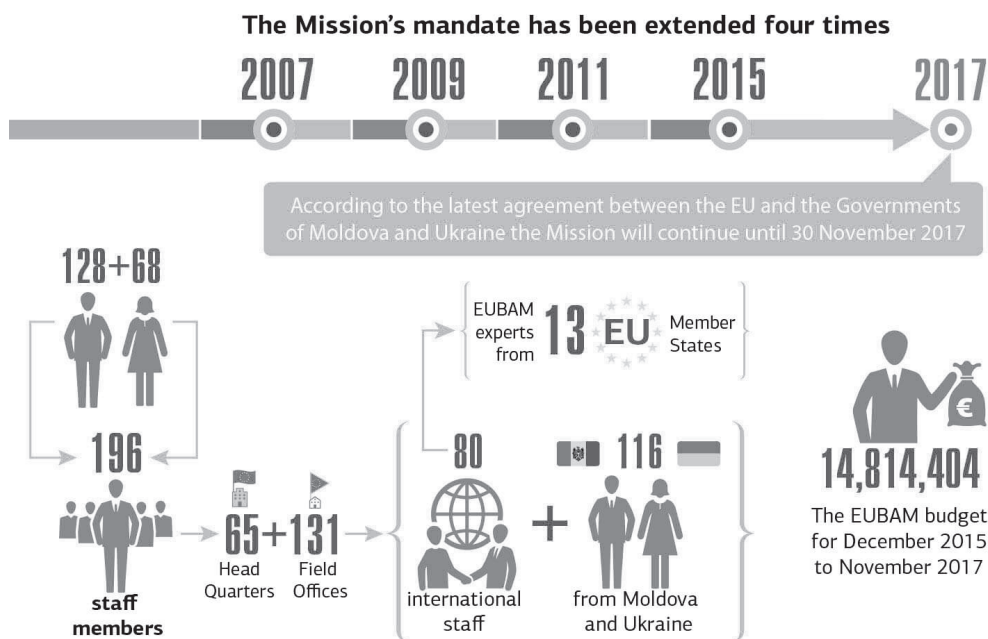 The Mission's mandate has been extended four times
2007
2009
2011
2015
2017
According to the latest agreement between the EU and the Governments
of Moldova and Ukraine the Mission will continue until 30 November 2017
128+68
196
staff
members
65+131
Head
Quarters
Field
Offices
EUBAM
experts
from
13
EU
Member
States
80
international
staff
+
116
from Moldova
and Ukraine
€
14,814,404
The EUBAM budget
for December 2015
to November 2017